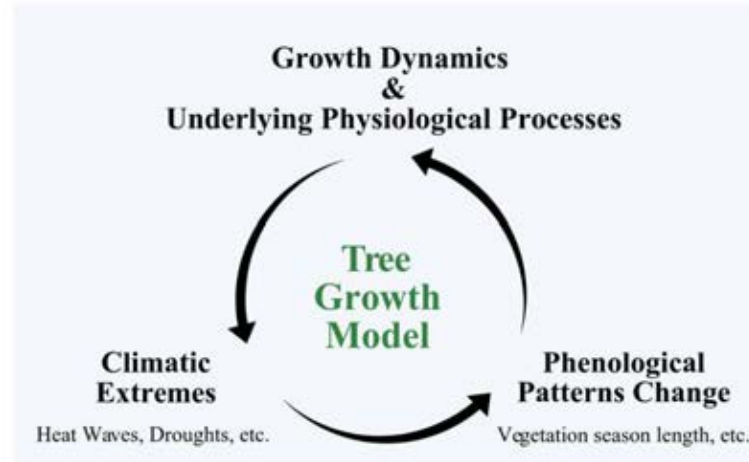 Growth Dynamics
&
Underlying Physiological Processes
Tree
Growth
Model
Climatic
Extremes
Heat Waves, Droughts, etc.
Phenological
Patterns Change
Vegetation season length, etc.